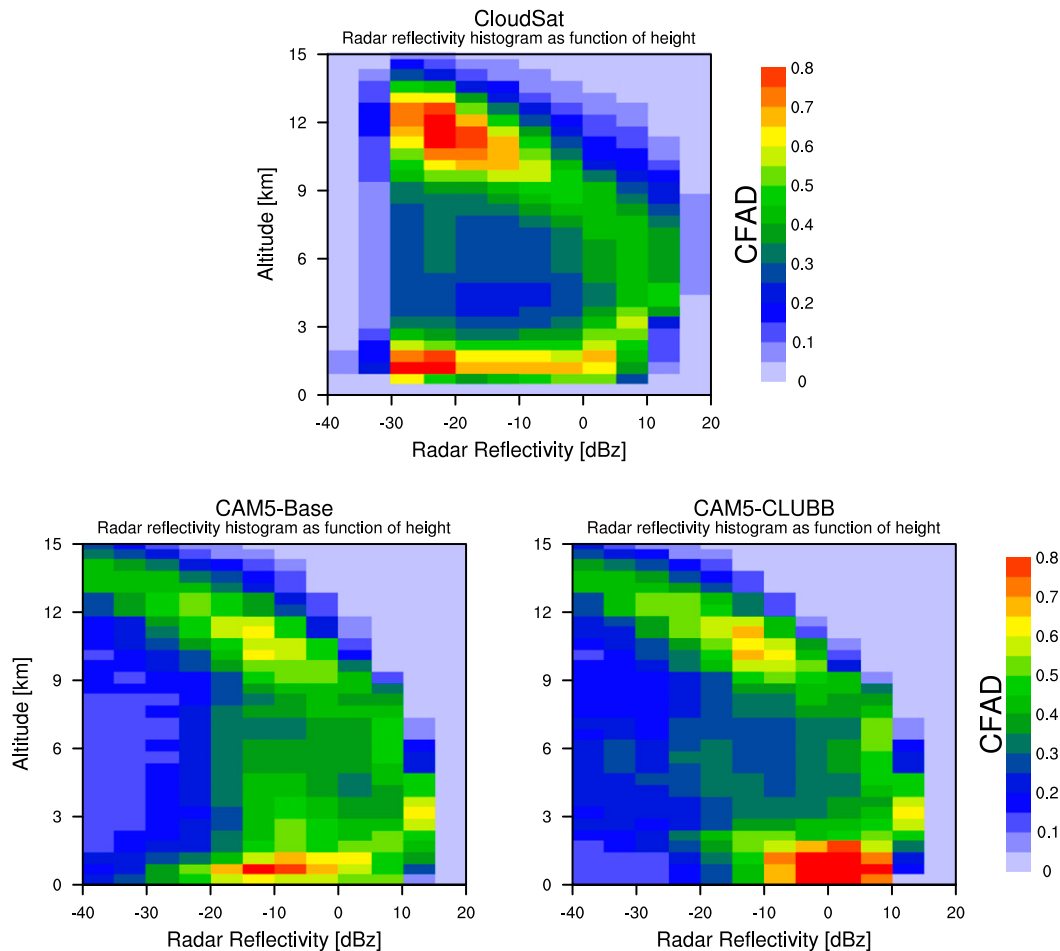 CloudSat
Radar reflectivity histogram as function of height
15
12
9
6
3
0
Altitude [km]
-40 -30 -20 -10 0 10 20
Radar Reflectivity [dBz]
CFAD
0.8
0.7
0.6
0.5
0.4
0.3
0.2
0.1
0
CAM5-Base
Radar reflectivity histogram as function of height
15
12
9
6
3
0
Altitude [km]
-40 -30 -20 -10 0 10 20
Radar Reflectivity [dBz]
CAM5-CLUBB
Radar reflectivity histogram as function of height
15
12
9
6
3
0
-40 -30 -20 -10 0 10 20
Radar Reflectivity [dBz]
CFAD
0.8
0.7
0.6
0.5
0.4
0.3
0.2
0.1
0